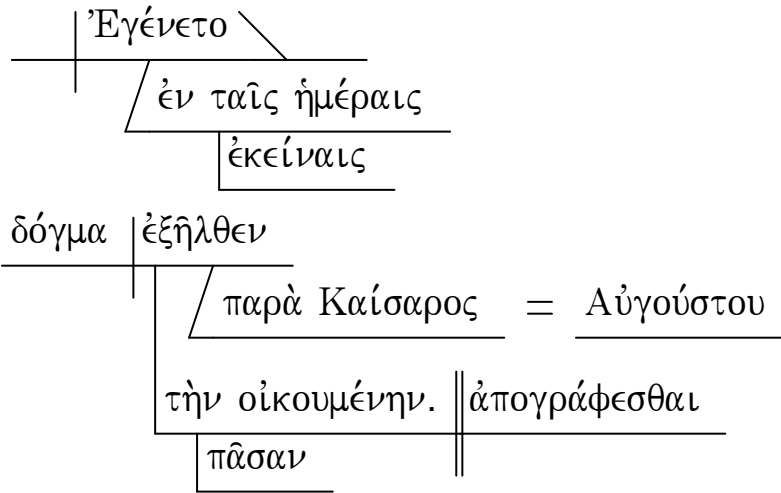 Ἐγένετο
ἐν ταῖς ἡμέραις
ἐκείναις
δόγμα ἐξῆλθεν
παρὰ Καίσαρος = Αὐγούστου
τὴν οἰκουμένην. ἀπογράφεσθαι
πᾶσαν